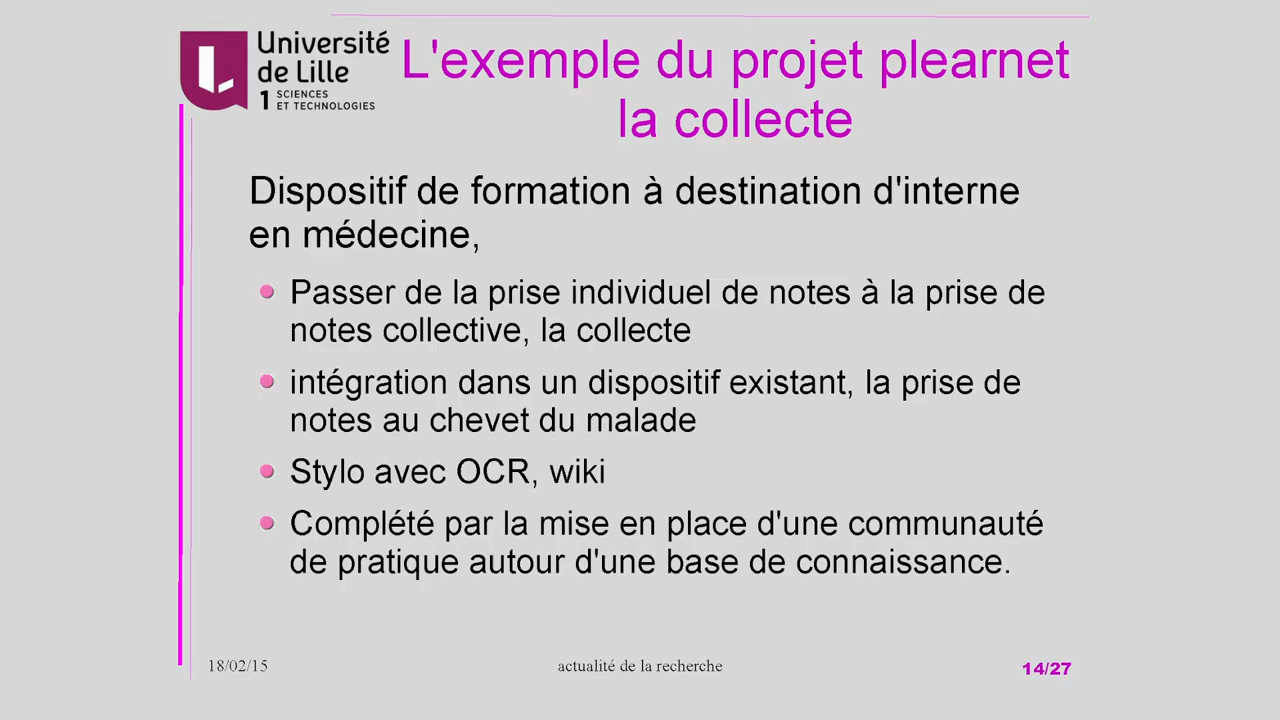 Université
de Lille
1 SCIENCES
ET TECHNOLOGIES
L'exemple du projet plearnet
la collecte
Dispositif de formation à destination d'interne
en médecine,
Passer de la prise individuel de notes à la prise de
notes collective, la collecte
intégration dans un dispositif existant, la prise de
notes au chevet du malade
Stylo avec OCR, wiki
Complété par la mise en place d'une communauté
de pratique autour d'une base de connaissance.
18/02/15
actualité de la recherche
14/27